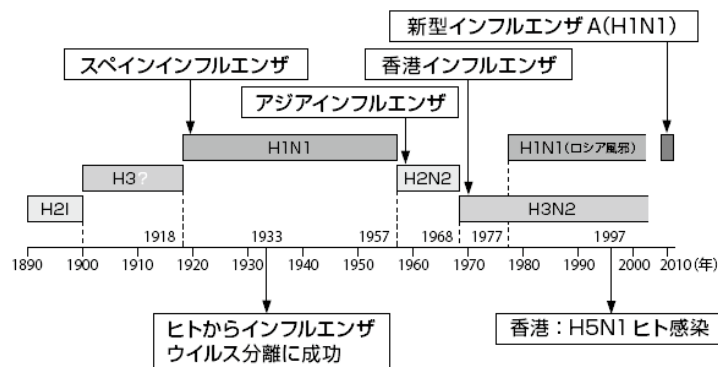 新型インフルエンザA(H1N1)
スペインインフルエンザ
香港インフルエンザ
アジアインフルエンザ
H1N1
H1N1(ロシア風邪)
H3?
H2N2
H2I
H3N2
1918
1933
1957
1968
1977
1997
1890
1900
1910
1920
1930
1940
1950
1960
1970
1980
1990
2000
2010(年)
ヒトからインフルエンザ
ウイルス分離に成功
香港：H5N1ヒト感染